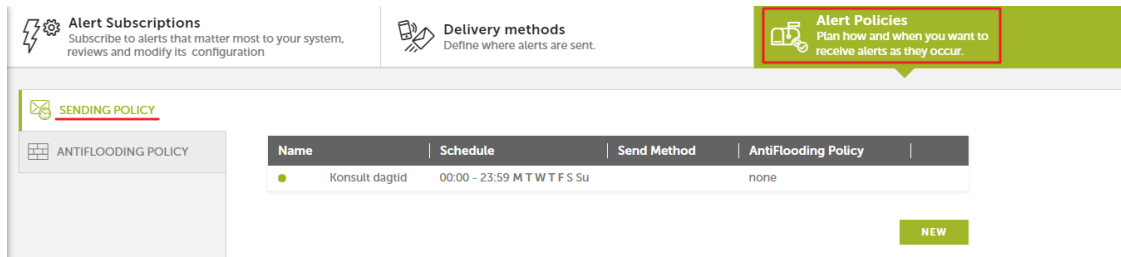 Alert Subscriptions
Subscribe to alerts that matter most to your system,
reviews and modify its configuration
Delivery methods
Define where alerts are sent.
Alert Policies
Plan how and when you want to
receive alerts as they occur.
SENDING POLICY
ANTIFLOODING POLICY
Name Schedule Send Method AntiFlooding Policy
Konsult dagtid 00:00 - 23:59 M T W T F S Su none
NEW